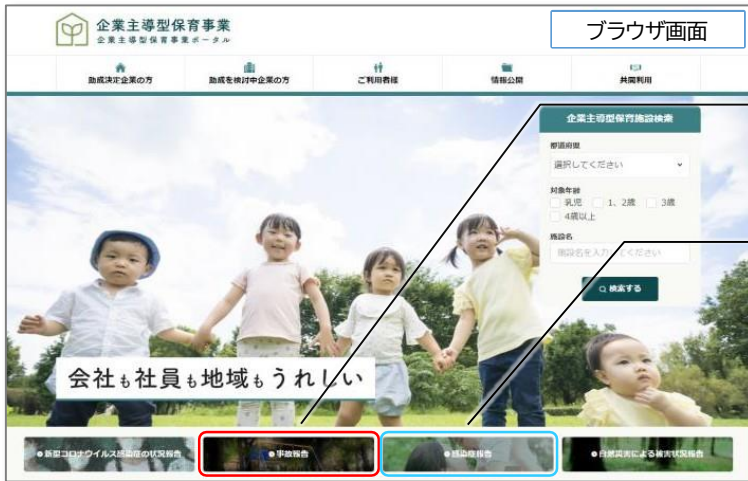 企業主導型保育事業
企業主導型保育事業ポータル
ブラウザ画面
助成決定企業の方
助成を検討中企業の方
ご利用者様
情報公開
共同利用
企業主導型保育施設検索
都道府県
選択してください
対象年齢
乳児
1、2歳
3歳
4歳以上
施設名
施設名を入力してください
検索する
会社も社員も地域もうれしい
新型コロナウイルス感染症の状況報告
事故報告
感染症報告
自然災害による被害状況報告